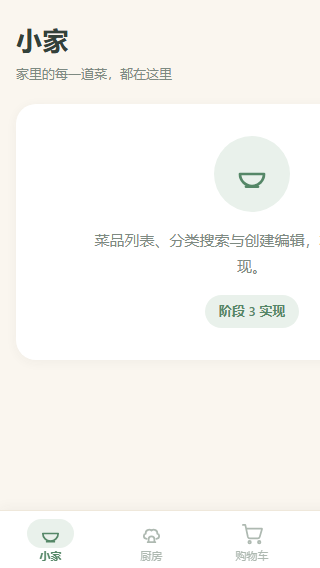 小家
家里的每一道菜，都在这里
菜品列表、分类搜索与创建编辑，
现。
阶段 3 实现
小家
厨房
购物车